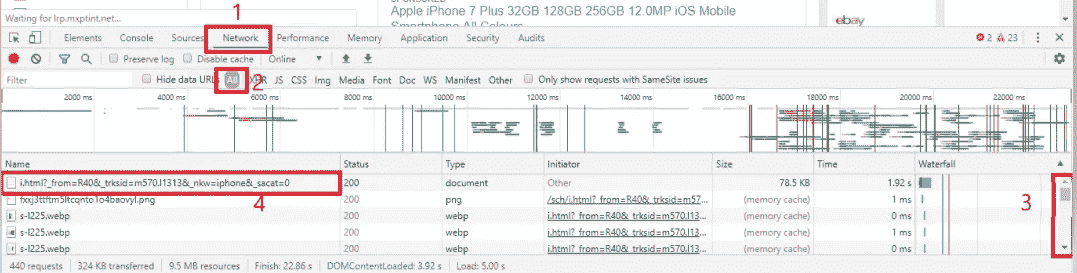 SPONSORED
Waiting for lrp.mxptint.net...
1
Apple iPhone 7 Plus 32GB 128GB 256GB 12.0MP iOS Mobile
Smartphone All Colours
ebay
Elements Console Sources Network Performance Memory Application Security Audits 2 23
Preserve log Disable cache Online
Filter Hide data URLs All XHR JS CSS Img Media Font Doc WS Manifest Other Only show requests with SameSite issues
2
2000 ms 4000 ms 6000 ms 8000 ms 10000 ms 12000 ms 14000 ms 16000 ms 18000 ms 20000 ms 22000 ms
Name Status Type Initiator Size Time Waterfall
i.html?_from=R40&_trksid=m570.l1313&_nkw=iphone&_sacat=0 200 document Other 78.5 KB 1.92 s
fxxj3ttftm5ltcqnto1o4baovyl.png 200 png /sch/i.html?_from=R40&_trksid=m57... (memory cache) 1 ms
4
3
s-l225.webp 200 webp i.html?_from=R40&_trksid=m570.l13... (memory cache) 0 ms
s-l225.webp 200 webp i.html?_from=R40&_trksid=m570.l13... (memory cache) 1 ms
s-l225.webp 200 webp i.html?_from=R40&_trksid=m570.l13... (memory cache) 0 ms
440 requests 324 KB transferred 9.5 MB resources Finish: 22.86 s DOMContentLoaded: 3.92 s Load: 5.00 s